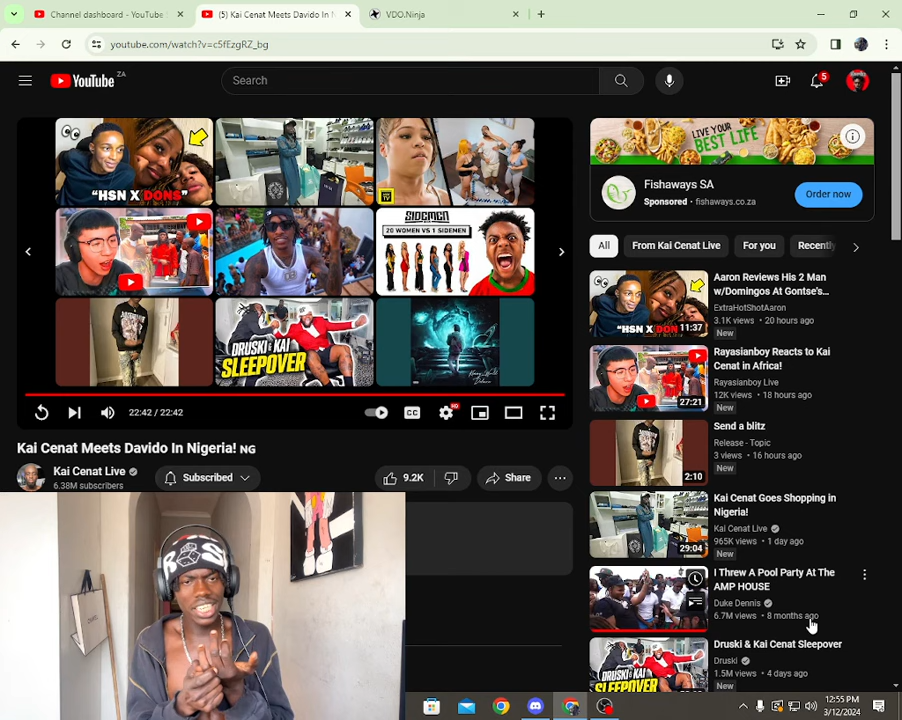 Channel dashboard - YouTube
(5) Kai Cenat Meets Davido In N
VDO.Ninja
youtube.com/watch?v=c5fEzgRZ_bg
YouTube ZA
Search
5
"HSN X DONS"
SIDEMEN
20 WOMEN VS 1 SIDEMEN
DRUSKI & KAI
SLEEPOVER
22:42 / 22:42
CC
HD
Kai Cenat Meets Davido In Nigeria! NG
Kai Cenat Live
6.38M subscribers
Subscribed
9.2K
Share
LIVE YOUR
BEST LIFE
Fishaways SA
Sponsored · fishaways.co.za
Order now
All
From Kai Cenat Live
For you
Recently
"HSN X DON
11:37
Aaron Reviews His 2 Man
w/Domingos At Gontse's...
ExtraHotShotAaron
3.1K views · 20 hours ago
New
27:21
Rayasianboy Reacts to Kai
Cenat in Africa!
Rayasianboy Live
12K views · 18 hours ago
New
2:10
Send a blitz
Release - Topic
3 views · 16 hours ago
New
29:04
Kai Cenat Goes Shopping in
Nigeria!
Kai Cenat Live
965K views · 1 day ago
New
I Threw A Pool Party At The
AMP HOUSE
Duke Dennis
6.7M views · 8 months ago
DRUSKI & KAI
SLEEPOVER
Druski & Kai Cenat Sleepover
Druski
1.5M views · 4 days ago
New
12:55 PM
3/12/2024